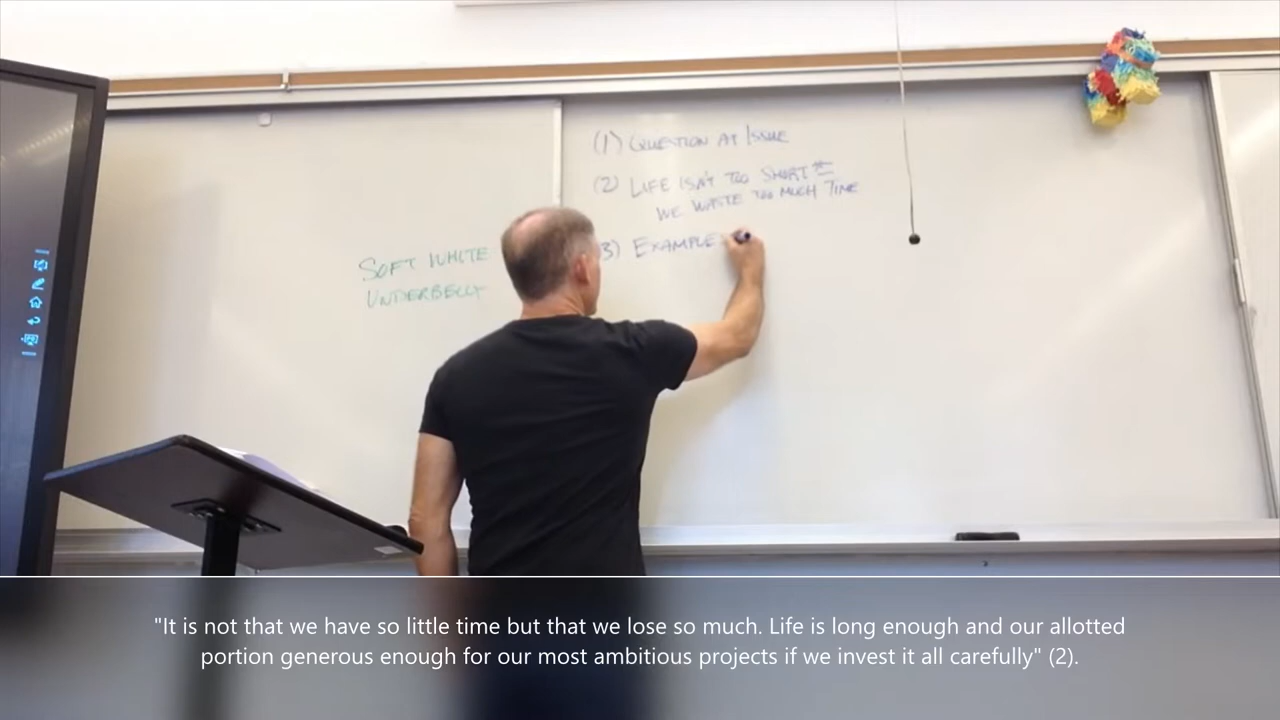 (1) QUESTION AT ISSUE
(2) LIFE ISN'T TOO SHORT
WE WASTE TOO MUCH TIME
(3) EXAMPLE
SOFT WHITE
UNDERBELLY
"It is not that we have so little time but that we lose so much. Life is long enough and our allotted
portion generous enough for our most ambitious projects if we invest it all carefully" (2).